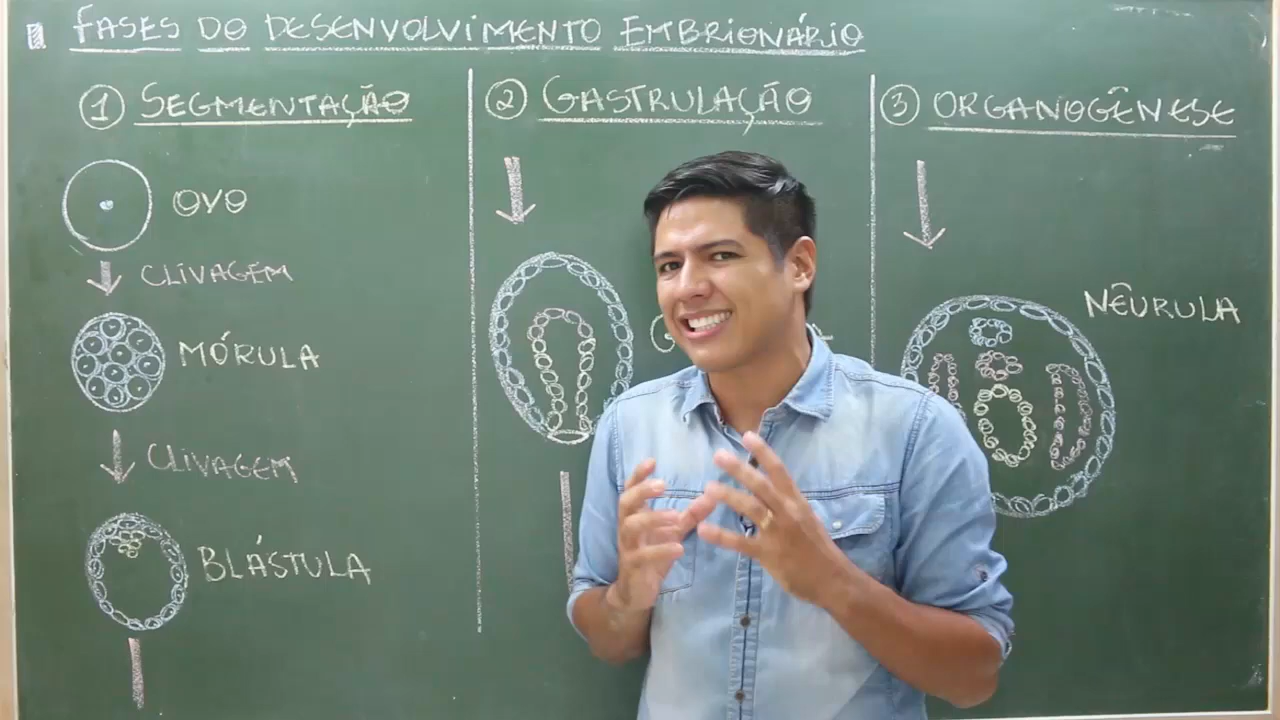 FASES DO DESENVOLVIMENTO EMBRIONÁRIO
1 SEGMENTAÇÃO
OVO
CLIVAGEM
MÓRULA
CLIVAGEM
BLÁSTULA
2 GASTRULAÇÃO
3 ORGANOGÊNESE
NÊURULA